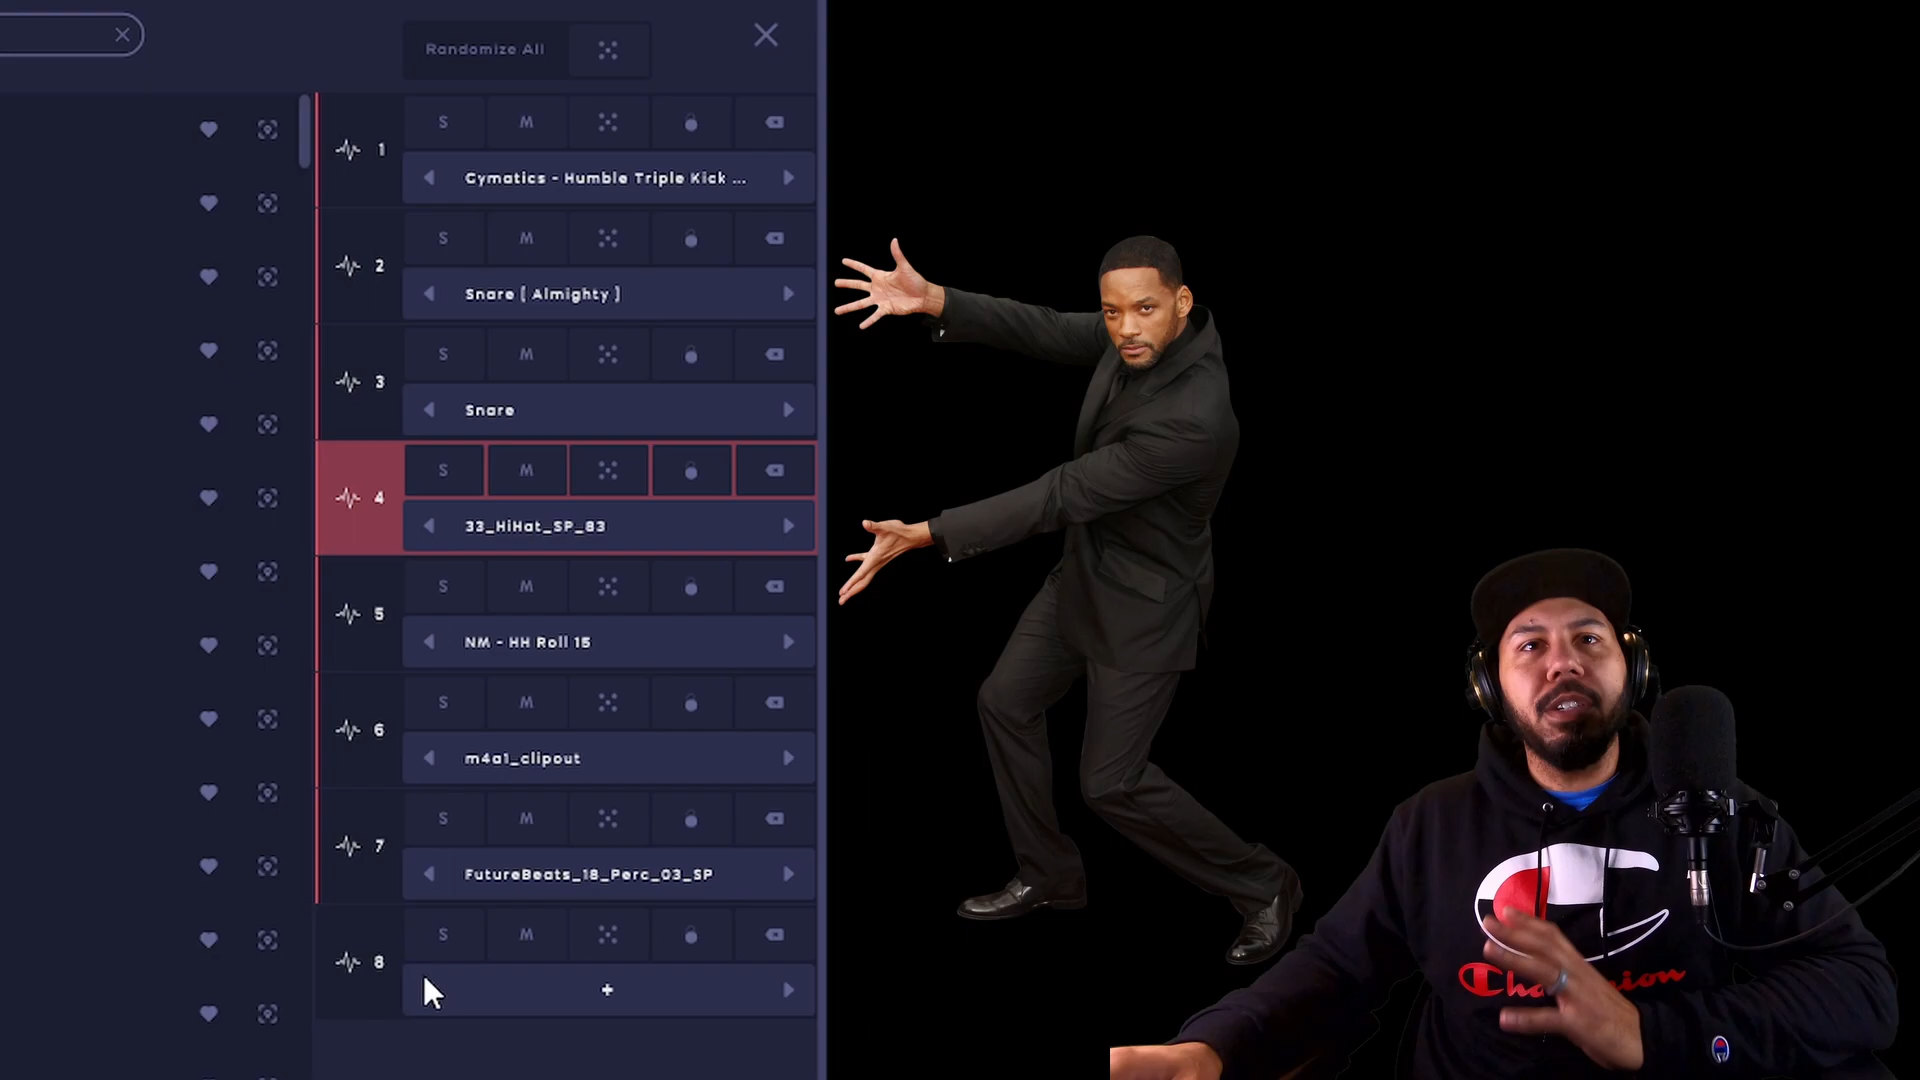 Randomize All
1
S M
Cymatics - Humble Triple Kick ...
2
S M
Snare ( Almighty )
3
S M
Snare
4
S M
33_HiHat_SP_83
5
S M
NM - HH Roll 15
6
S M
m4a1_clipout
7
S M
FutureBeats_18_Perc_03_SP
8
S M
+